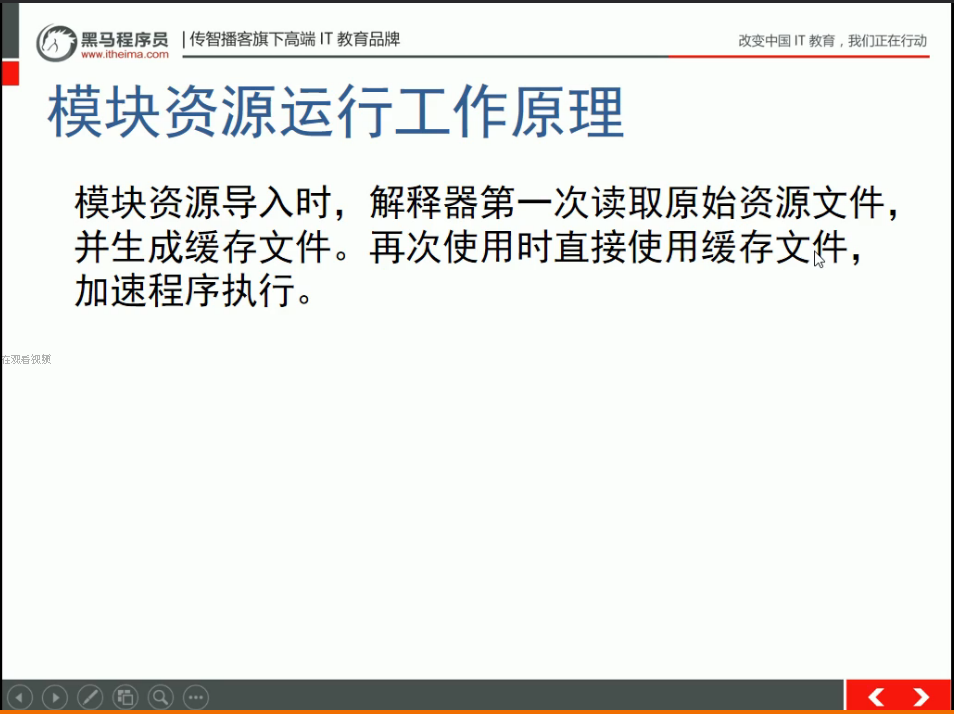 黑马程序员
www.itheima.com
|传智播客旗下高端 IT 教育品牌
改变中国 IT 教育，我们正在行动
模块资源运行工作原理
模块资源导入时，解释器第一次读取原始资源文件，
并生成缓存文件。再次使用时直接使用缓存文件，
加速程序执行。
在观看视频